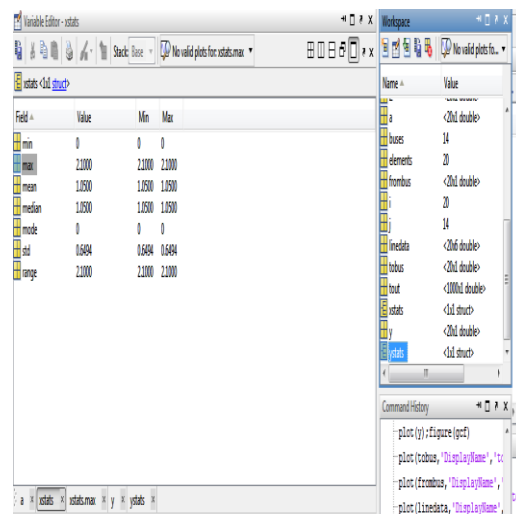 Variable Editor - xstats
Stack: Base
No valid plots for: xstats.max
xstats <1x1 struct>
Field Value Min Max
min 0 0 0
max 2.1000 2.1000 2.1000
mean 1.0500 1.0500 1.0500
median 1.0500 1.0500 1.0500
mode 0 0 0
std 0.6494 0.6494 0.6494
range 2.1000 2.1000 2.1000
a xstats xstats.max y ystats
Workspace
No valid plots fo...
Name Value
a <20x1 double>
buses 14
elements 20
frombus <20x1 double>
i 20
j 14
linedata <20x6 double>
tobus <20x1 double>
tout <1000x1 double>
xstats <1x1 struct>
y <20x1 double>
ystats <1x1 struct>
Command History
plot(y);figure(gcf)
plot(tobus,'DisplayName','to
plot(frombus,'DisplayName','
plot(linedata,'DisplayName',